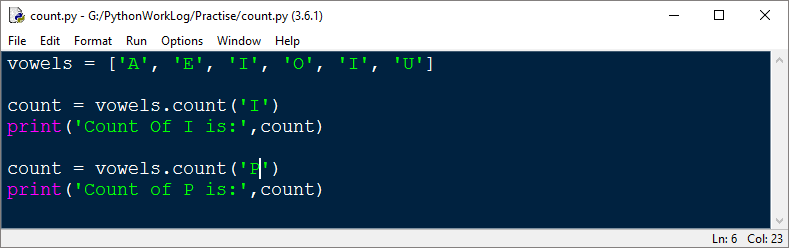 count.py - G:/PythonWorkLog/Practise/count.py (3.6.1)
File Edit Format Run Options Window Help
vowels = ['A', 'E', 'I', 'O', 'I', 'U']
count = vowels.count('I')
print('Count Of I is:',count)
count = vowels.count('P')
print('Count of P is:',count)
Ln: 6 Col: 23